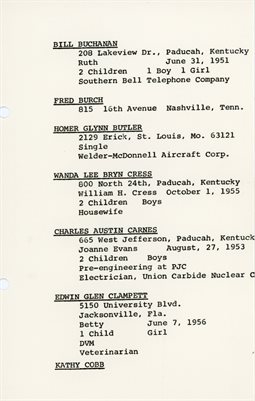 BILL BUCHANAN
208 Lakeview Dr., Paducah, Kentucky
Ruth June 31, 1951
2 Children 1 Boy 1 Girl
Southern Bell Telephone Company
FRED BURCH
815 16th Avenue Nashville, Tenn.
HOMER GLYNN BUTLER
2129 Erick, St. Louis, Mo. 63121
Single
Welder-McDonnell Aircraft Corp.
WANDA LEE BRYN CRESS
800 North 24th, Paducah, Kentucky
William H. Cress October 1, 1955
2 Children Boys
Housewife
CHARLES AUSTIN CARNES
665 West Jefferson, Paducah, Kentuck
Joanne Evans August, 27, 1953
2 Children Boys
Pre-engineering at PJC
Electrician, Union Carbide Nuclear C
EDWIN GLEN CLAMPETT
5150 University Blvd.
Jacksonville, Fla.
Betty June 7, 1956
1 Child Girl
DVM
Veterinarian
KATHY COBB